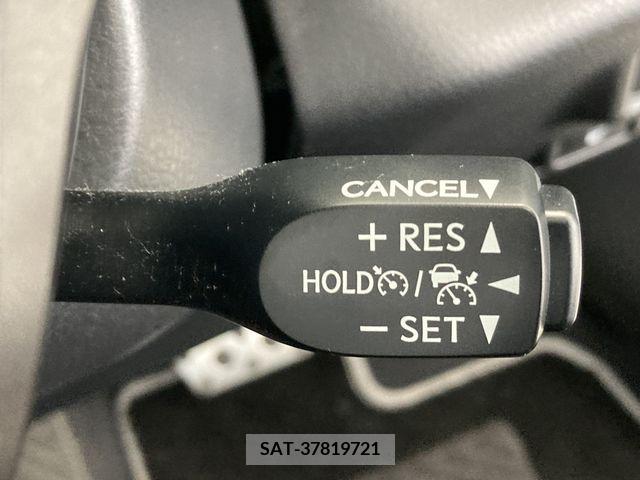 CANCEL▼
+ RES ▲
HOLD / ◀
− SET ▼
SAT-37819721